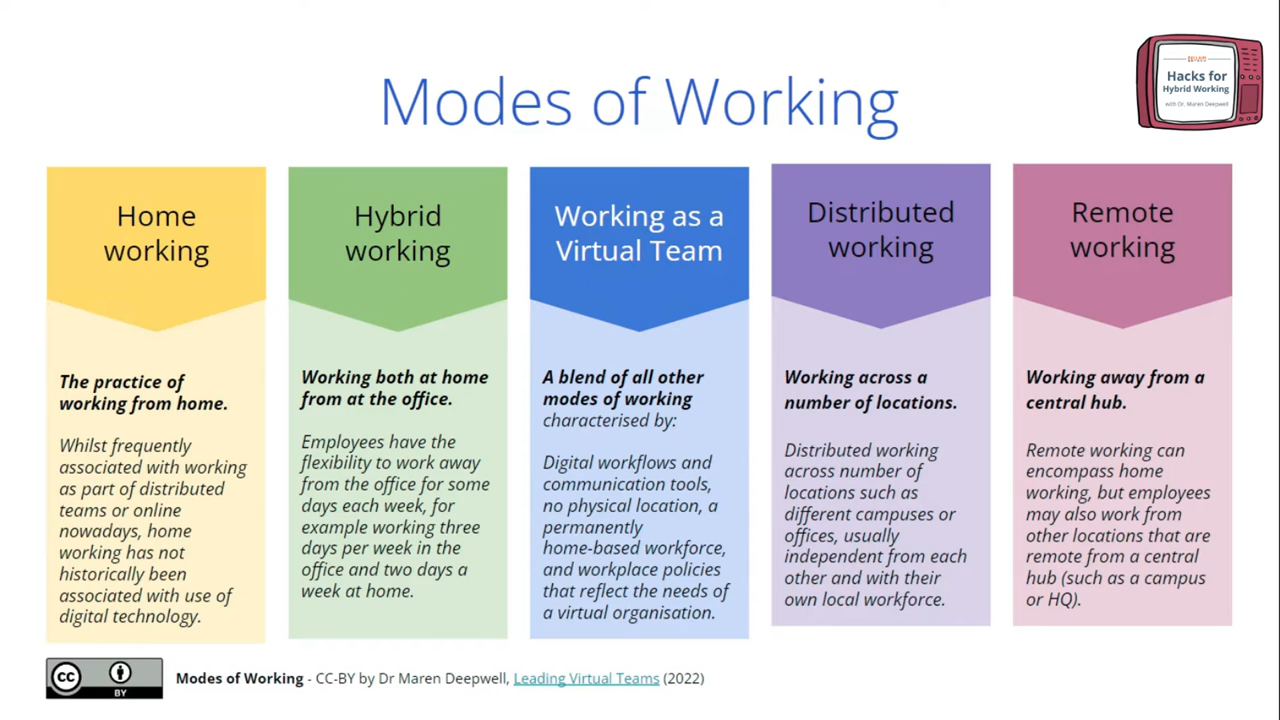 Hacks for
Hybrid Working
with Dr. Maren Deepwell
Modes of Working
Home
working
The practice of
working from home.
Whilst frequently
associated with working
as part of distributed
teams or online
nowadays, home
working has not
historically been
associated with use of
digital technology.
Hybrid
working
Working both at home
from at the office.
Employees have the
flexibility to work away
from the office for some
days each week, for
example working three
days per week in the
office and two days a
week at home.
Working as a
Virtual Team
A blend of all other
modes of working
characterised by:
Digital workflows and
communication tools,
no physical location, a
permanently
home-based workforce,
and workplace policies
that reflect the needs of
a virtual organisation.
Distributed
working
Working across a
number of locations.
Distributed working
across number of
locations such as
different campuses or
offices, usually
independent from each
other and with their
own local workforce.
Remote
working
Working away from a
central hub.
Remote working can
encompass home
working, but employees
may also work from
other locations that are
remote from a central
hub (such as a campus
or HQ).
cc
BY
Modes of Working - CC-BY by Dr Maren Deepwell, Leading Virtual Teams (2022)